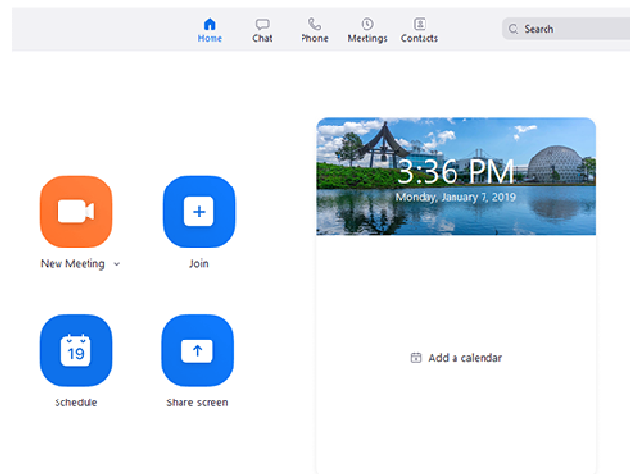 Home Chat Phone Meetings Contacts Search
3:36 PM
Monday, January 7, 2019
New Meeting Join
19
Schedule Share screen
Add a calendar